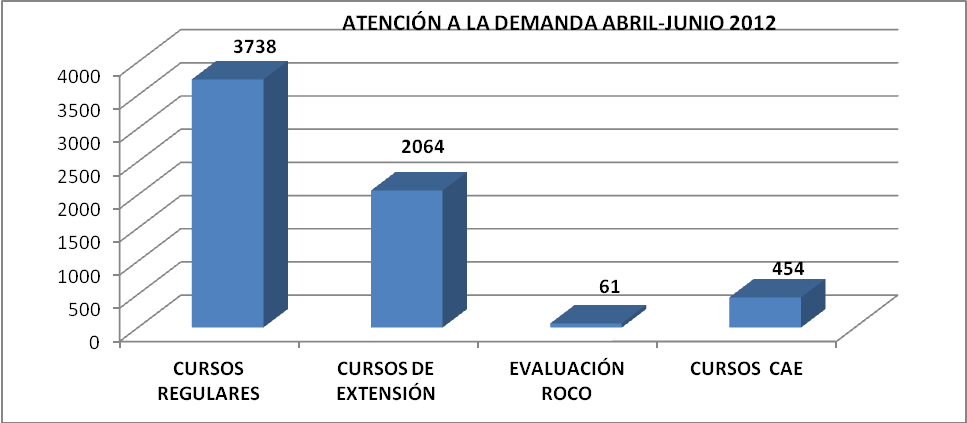 ATENCIÓN A LA DEMANDA ABRIL-JUNIO 2012
3738
4000
3500
3000
2064
2500
2000
1500
1000
454
61
500
0
CURSOS REGULARES
CURSOS DE EXTENSIÓN
EVALUACIÓN ROCO
CURSOS CAE